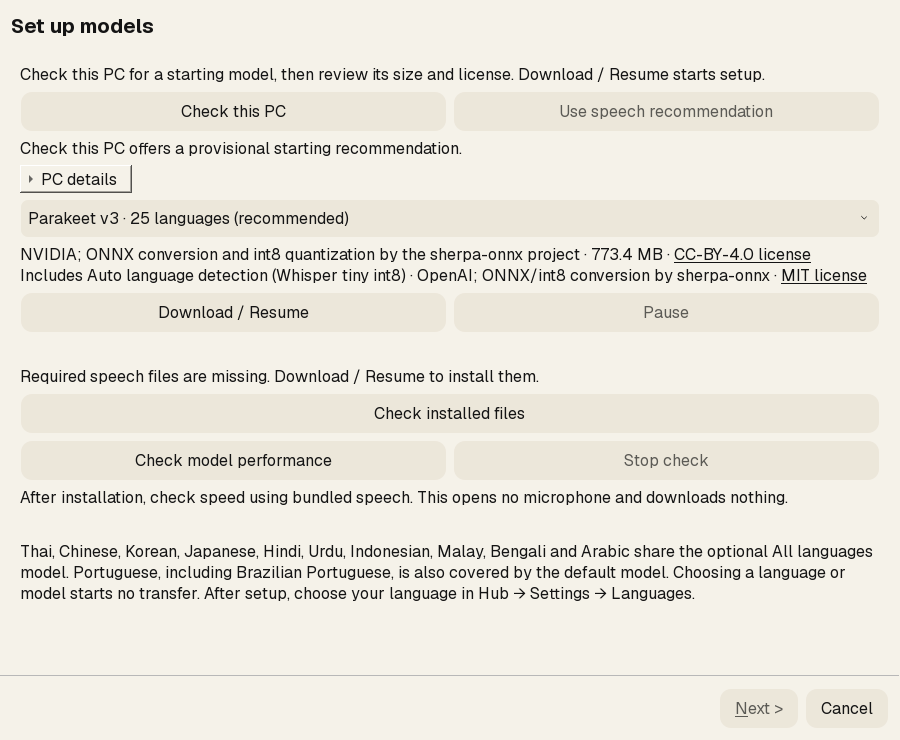 Set up models
Check this PC for a starting model, then review its size and license. Download / Resume starts setup.
Check this PC
Use speech recommendation
Check this PC offers a provisional starting recommendation.
PC details
Parakeet v3 · 25 languages (recommended)
NVIDIA; ONNX conversion and int8 quantization by the sherpa-onnx project · 773.4 MB · CC-BY-4.0 license
Includes Auto language detection (Whisper tiny int8) · OpenAI; ONNX/int8 conversion by sherpa-onnx · MIT license
Download / Resume
Pause
Required speech files are missing. Download / Resume to install them.
Check installed files
Check model performance
Stop check
After installation, check speed using bundled speech. This opens no microphone and downloads nothing.
Thai, Chinese, Korean, Japanese, Hindi, Urdu, Indonesian, Malay, Bengali and Arabic share the optional All languages
model. Portuguese, including Brazilian Portuguese, is also covered by the default model. Choosing a language or
model starts no transfer. After setup, choose your language in Hub → Settings → Languages.
Next >
Cancel